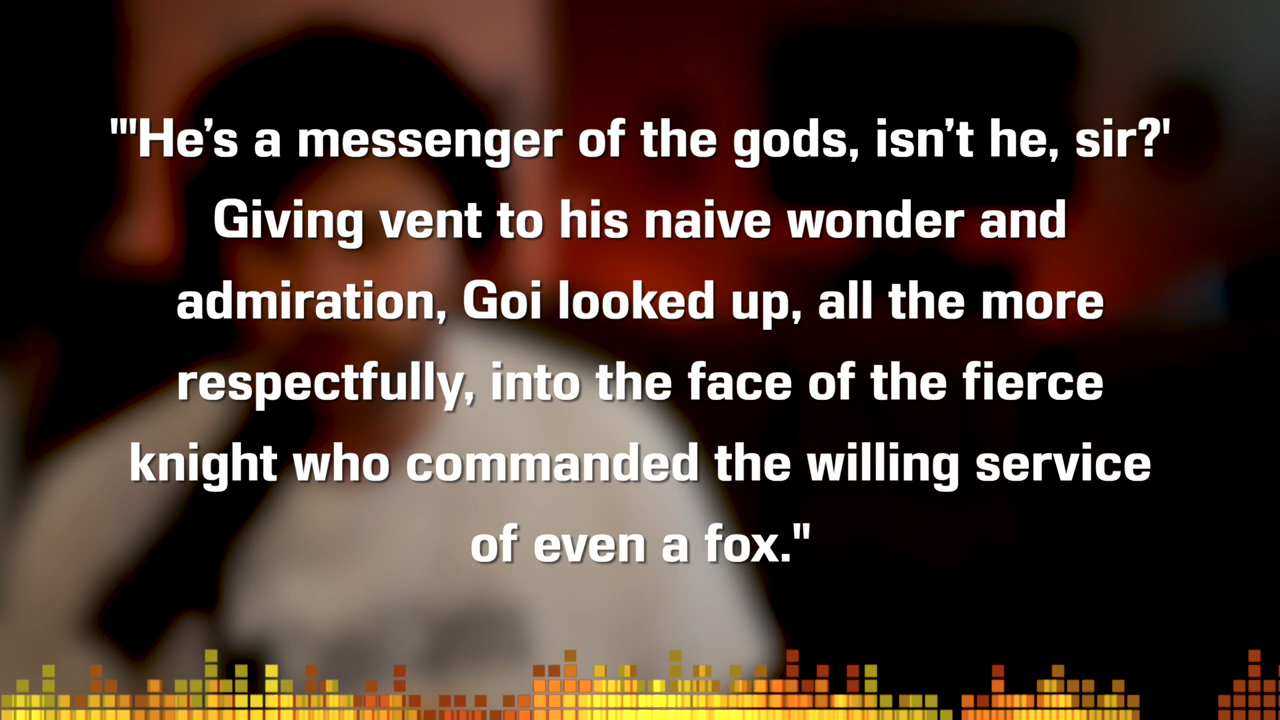 "'He’s a messenger of the gods, isn’t he, sir?'
Giving vent to his naive wonder and
admiration, Goi looked up, all the more
respectfully, into the face of the fierce
knight who commanded the willing service
of even a fox."